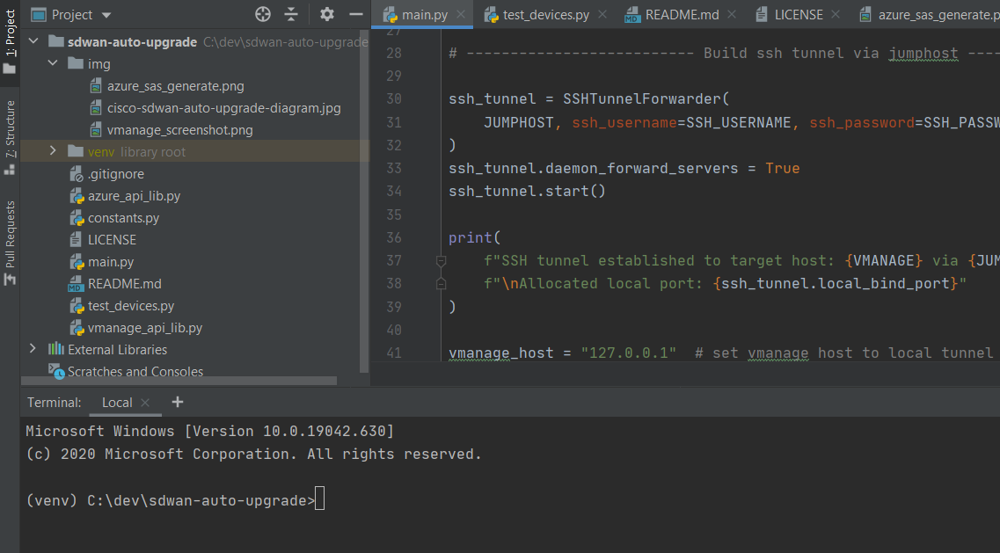 Project
main.py
test_devices.py
README.md
LICENSE
azure_sas_generate.p
1: Project
7: Structure
Pull Requests
sdwan-auto-upgrade C:\dev\sdwan-auto-upgrade
img
azure_sas_generate.png
cisco-sdwan-auto-upgrade-diagram.jpg
vmanage_screenshot.png
venv library root
.gitignore
azure_api_lib.py
constants.py
LICENSE
main.py
MD README.md
test_devices.py
vmanage_api_lib.py
External Libraries
Scratches and Consoles
27
28 # -------------------------- Build ssh tunnel via jumphost ----
29
30 ssh_tunnel = SSHTunnelForwarder(
31 JUMPHOST, ssh_username=SSH_USERNAME, ssh_password=SSH_PASSW
32 )
33 ssh_tunnel.daemon_forward_servers = True
34 ssh_tunnel.start()
35
36 print(
37 f"SSH tunnel established to target host: {VMANAGE} via {JUM
38 f"\nAllocated local port: {ssh_tunnel.local_bind_port}"
39 )
40
41 vmanage_host = "127.0.0.1" # set vmanage host to local tunnel
Terminal: Local +
Microsoft Windows [Version 10.0.19042.630]
(c) 2020 Microsoft Corporation. All rights reserved.
(venv) C:\dev\sdwan-auto-upgrade>